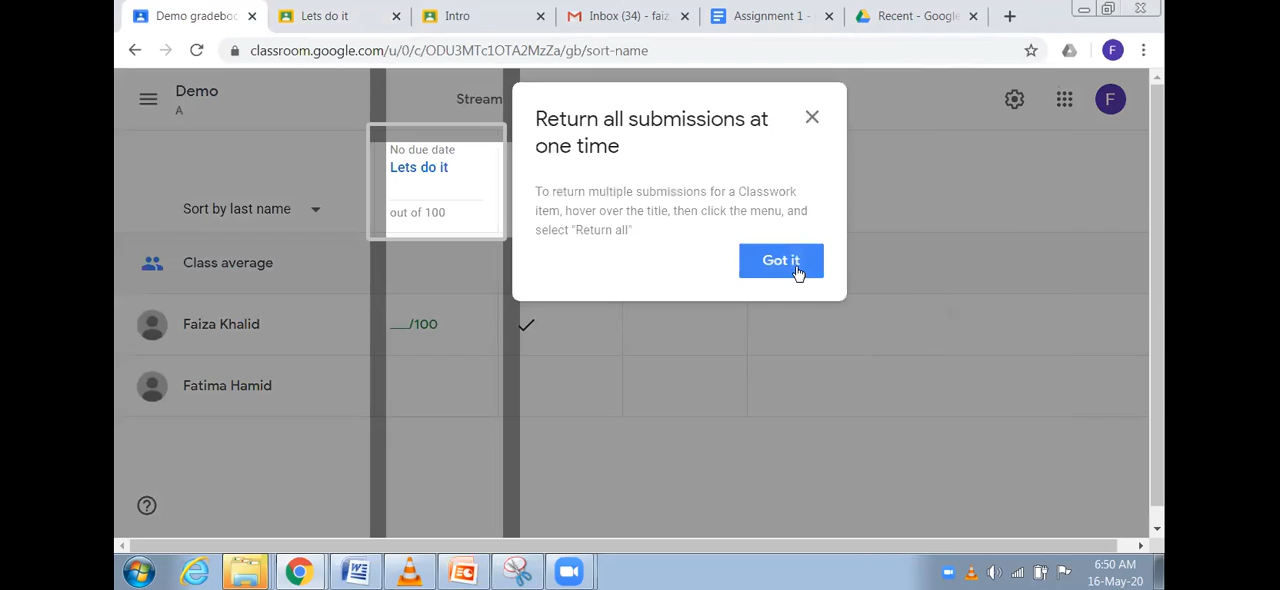 Demo gradeboo
Lets do it
Intro
Inbox (34) - faiz
Assignment 1 -
Recent - Google
classroom.google.com/u/0/c/ODU3MTc1OTA2MzZa/gb/sort-name
F
Demo
A
Stream
F
Return all submissions at
one time
To return multiple submissions for a Classwork
item, hover over the title, then click the menu, and
select "Return all"
Got it
No due date
Lets do it
out of 100
Sort by last name
Class average
Faiza Khalid
__/100
Fatima Hamid
6:50 AM
16-May-20